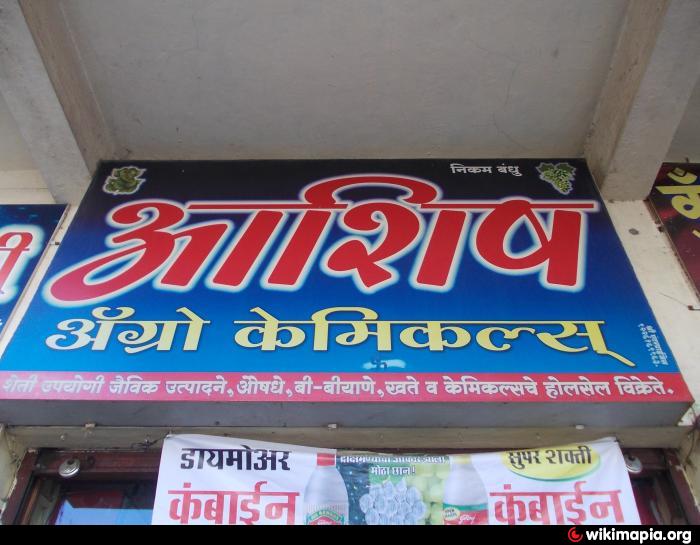 निकम बंधु
आशिष
ॲग्रो केमिकल्स्
शेती उपयोगी जैविक उत्पादने, औषधे, बी-बीयाणे, खते व केमिकल्सचे होलसेल विक्रेते.
डायमोअर
मोठा छान!
सुपर शक्ती
कंबाईन
कंबाईन
wikimapia.org